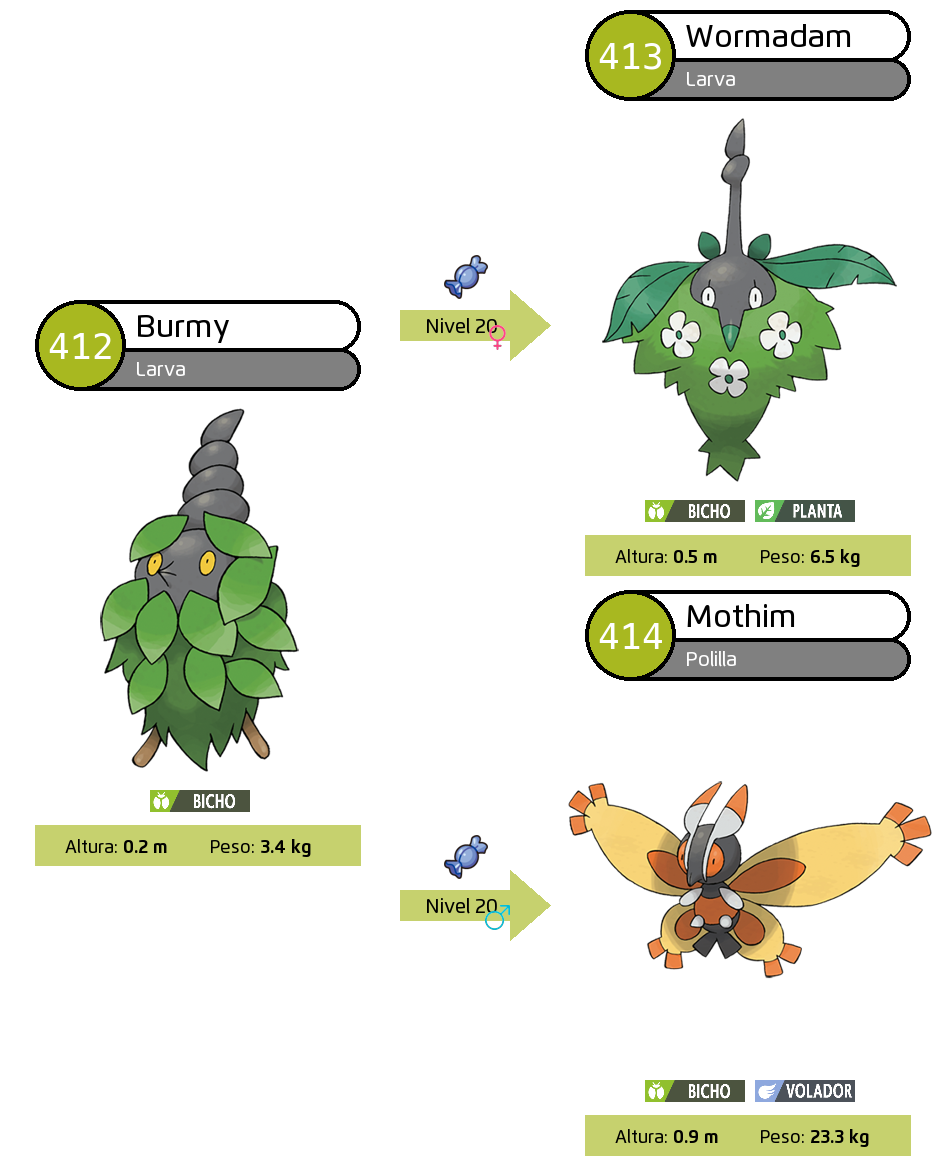 413
Wormadam
Larva
Nivel 20
412
Burmy
Larva
BICHO
PLANTA
Altura: 0.5 m
Peso: 6.5 kg
414
Mothim
Polilla
BICHO
Altura: 0.2 m
Peso: 3.4 kg
Nivel 20
BICHO
VOLADOR
Altura: 0.9 m
Peso: 23.3 kg